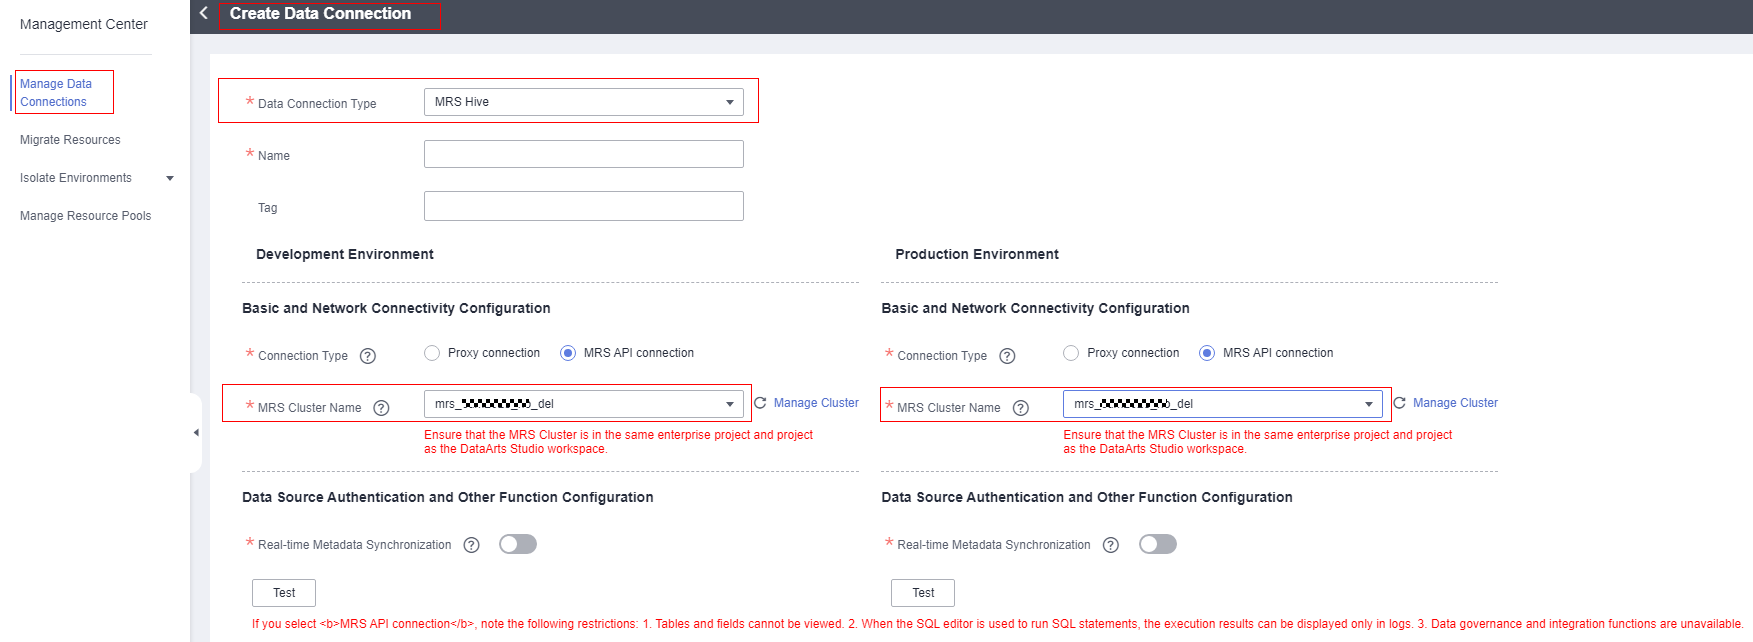 Management Center
Manage Data
Connections
Migrate Resources
Isolate Environments
Manage Resource Pools
Create Data Connection
* Data Connection Type MRS Hive
* Name
Tag
Development Environment
Basic and Network Connectivity Configuration
* Connection Type ? Proxy connection MRS API connection
* MRS Cluster Name ? mrs_ _del Manage Cluster
Ensure that the MRS Cluster is in the same enterprise project and project
as the DataArts Studio workspace.
Data Source Authentication and Other Function Configuration
* Real-time Metadata Synchronization ?
Test
Production Environment
Basic and Network Connectivity Configuration
* Connection Type ? Proxy connection MRS API connection
* MRS Cluster Name ? mrs_ _del Manage Cluster
Ensure that the MRS Cluster is in the same enterprise project and project
as the DataArts Studio workspace.
Data Source Authentication and Other Function Configuration
* Real-time Metadata Synchronization ?
Test
If you select <b>MRS API connection</b>, note the following restrictions: 1. Tables and fields cannot be viewed. 2. When the SQL editor is used to run SQL statements, the execution results can be displayed only in logs. 3. Data governance and integration functions are unavailable.